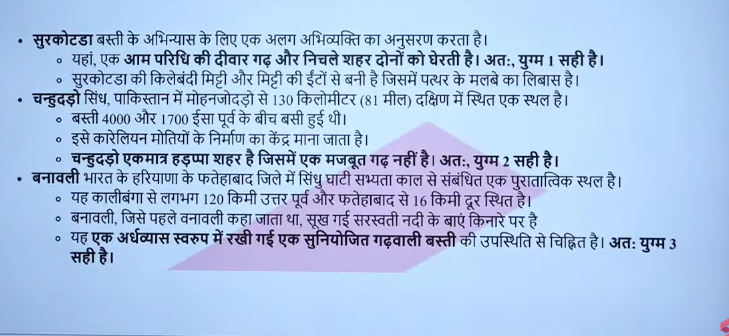 • सुरकोटडा बस्ती के अभिन्यास के लिए एक अलग अभिव्यक्ति का अनुसरण करता है।
∘ यहां, एक आम परिधि की दीवार गढ़ और निचले शहर दोनों को घेरती है। अत:, युग्म 1 सही है।
∘ सुरकोटडा की किलेबंदी मिट्टी और मिट्टी की ईंटों से बनी है जिसमें पत्थर के मलबे का लिबास है।
• चन्हुदड़ो सिंध, पाकिस्तान में मोहनजोदड़ो से 130 किलोमीटर (81 मील) दक्षिण में स्थित एक स्थल है।
∘ बस्ती 4000 और 1700 ईसा पूर्व के बीच बसी हुई थी।
∘ इसे कारेलियन मोतियों के निर्माण का केंद्र माना जाता है।
∘ चन्हुदड़ो एकमात्र हड़प्पा शहर है जिसमें एक मजबूत गढ़ नहीं है। अत:, युग्म 2 सही है।
• बनावली भारत के हरियाणा के फतेहाबाद जिले में सिंधु घाटी सभ्यता काल से संबंधित एक पुरातात्विक स्थल है।
∘ यह कालीबंगा से लगभग 120 किमी उत्तर पूर्व और फतेहाबाद से 16 किमी दूर स्थित है।
∘ बनावली, जिसे पहले वनावली कहा जाता था, सूख गई सरस्वती नदी के बाएं किनारे पर है
∘ यह एक अर्धव्यास स्वरुप में रखी गई एक सुनियोजित गढ़वाली बस्ती की उपस्थिति से चिह्नित है। अत: युग्म 3
सही है।